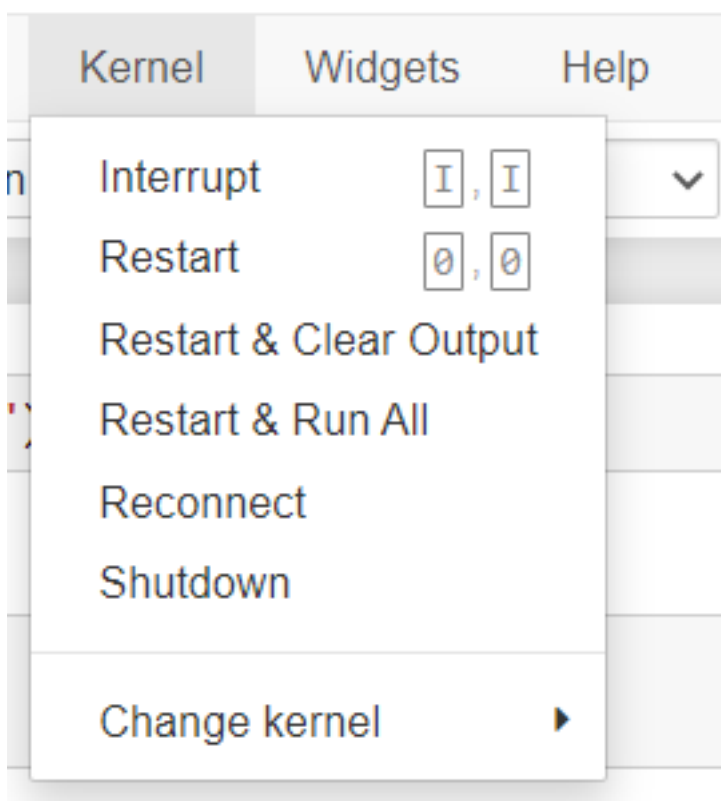 Kernel Widgets Help
n
Interrupt I, I
Restart 0, 0
Restart & Clear Output
')
Restart & Run All
Reconnect
Shutdown
Change kernel